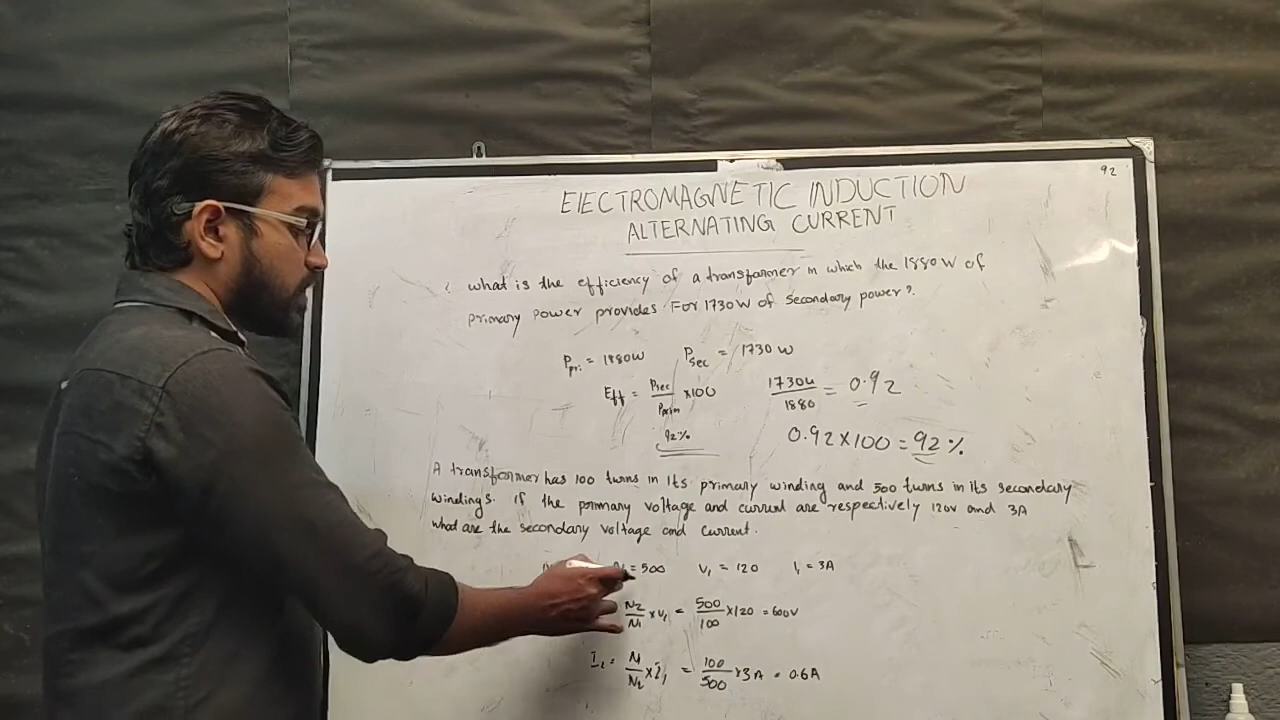 92
ELECTROMAGNETIC INDUCTION
ALTERNATING CURRENT
what is the efficiency of a transformer in which the 1880W of
primary power provides For 1730W of Secondary power?
Ppri = 1880W Psec = 1730 W
Eff = Psec/Pprim ×100 1730/1880 = 0.92
92% 0.92×100 = 92%
A transformer has 100 turns in its primary winding and 500 turns in its secondary
windings. if the primary voltage and current are respectively 120v and 3A
what are the secondary voltage and current.
= 500 V₁ = 120 I₁ = 3A
N₂/N₁ × V₁ = 500/100 ×120 = 600V
I₂ = N₁/N₂ × I₁ = 100/500 ×3A = 0.6A